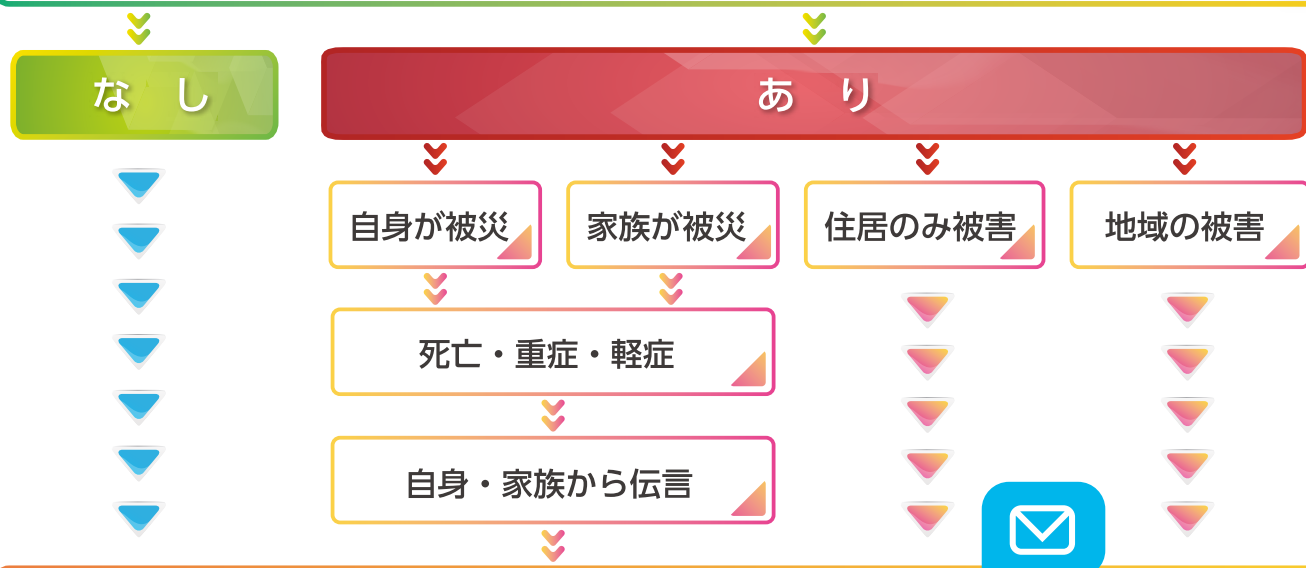 なし
あり
自身が被災
家族が被災
住居のみ被害
地域の被害
死亡・重症・軽症
自身・家族から伝言